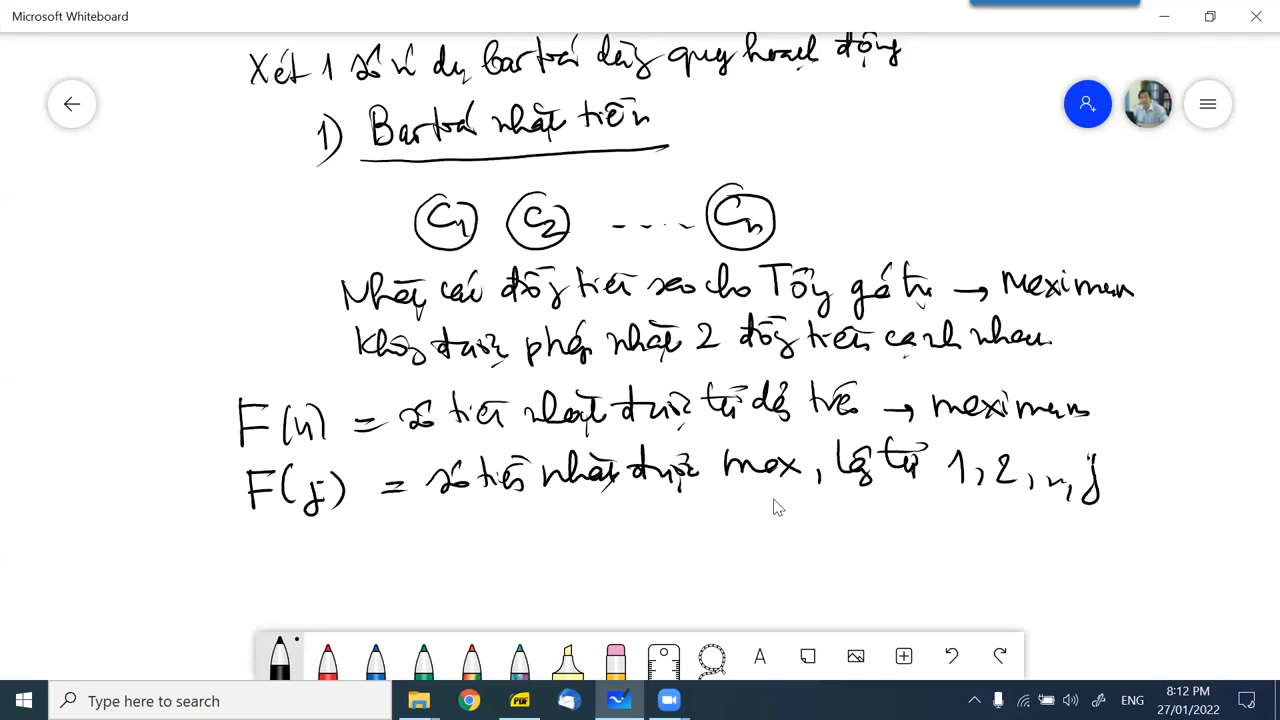 Microsoft Whiteboard
Xét 1 số ví dụ bài toán dùng quy hoạch động
1) Bài toán nhặt tiền
C1 C2 ..... Cn
Nhặt các đồng tiền sao cho Tổng giá trị → maximum
Không được phép nhặt 2 đồng tiền cạnh nhau.
F(n) = số tiền nhặt được từ dãy trên → maximum
F(j) = số tiền nhặt được max, lấy từ 1, 2, .., j
Type here to search
PDF
ENG
8:12 PM
27/01/2022